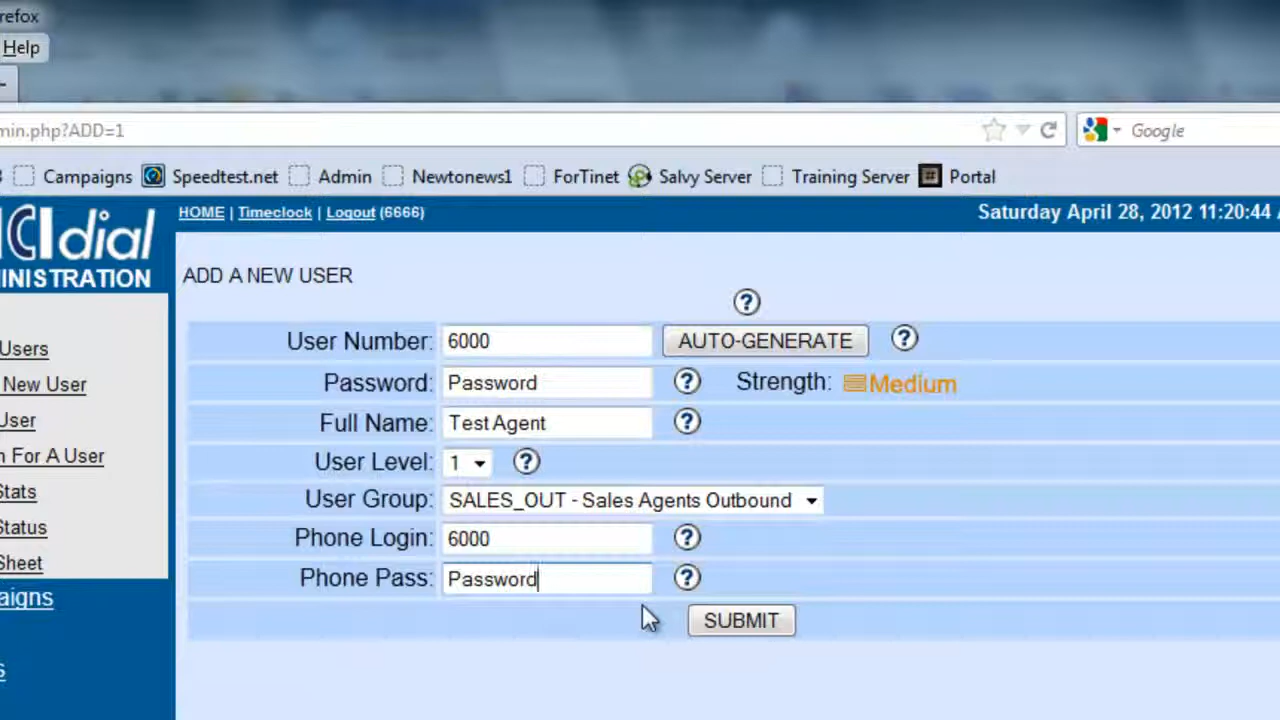 refox
Help
min.php?ADD=1
Google
Campaigns Speedtest.net Admin Newtonews1 ForTinet Salvy Server Training Server Portal
HOME | Timeclock | Logout (6666)
Saturday April 28, 2012 11:20:44 A
CIdial
INISTRATION
ADD A NEW USER
Users
New User
User
n For A User
Stats
Status
Sheet
aigns
s
User Number: 6000 AUTO-GENERATE ?
Password: Password ? Strength: Medium
Full Name: Test Agent ?
User Level: 1 ?
User Group: SALES_OUT - Sales Agents Outbound
Phone Login: 6000 ?
Phone Pass: Password ?
SUBMIT